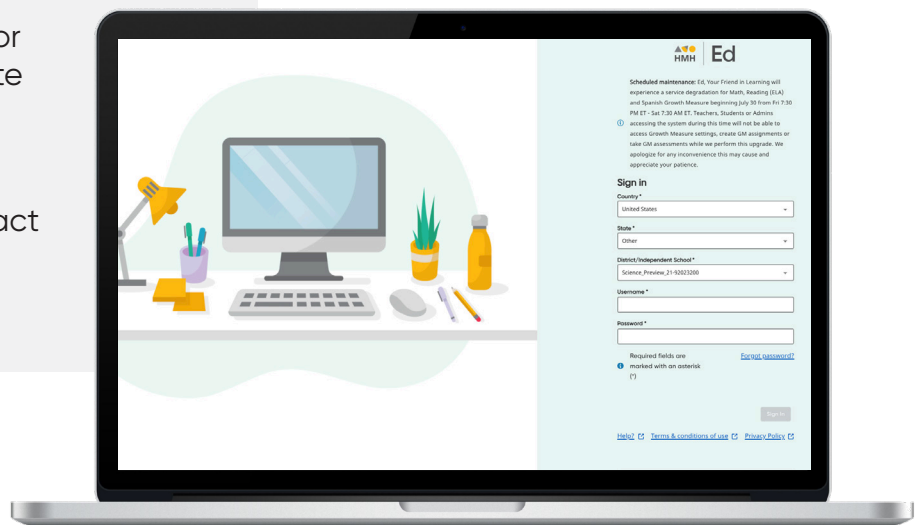 or
te
act
HMH Ed
Scheduled maintenance: Ed, Your Friend in Learning will
experience a service degradation for Math, Reading (ELA)
and Spanish Growth Measure beginning July 30 from Fri 7:30
PM ET - Sat 7:30 AM ET. Teachers, Students or Admins
accessing the system during this time will not be able to
access Growth Measure settings, create GM assignments or
take GM assessments while we perform this upgrade. We
apologize for any inconvenience this may cause and
appreciate your patience.
Sign in
Country *
United States
State *
Other
District/Independent School *
Science_Preview_21-92023200
Username *
Password *
Required fields are
marked with an asterisk
(*)
Forgot password?
Sign in
Help? Terms & conditions of use Privacy Policy